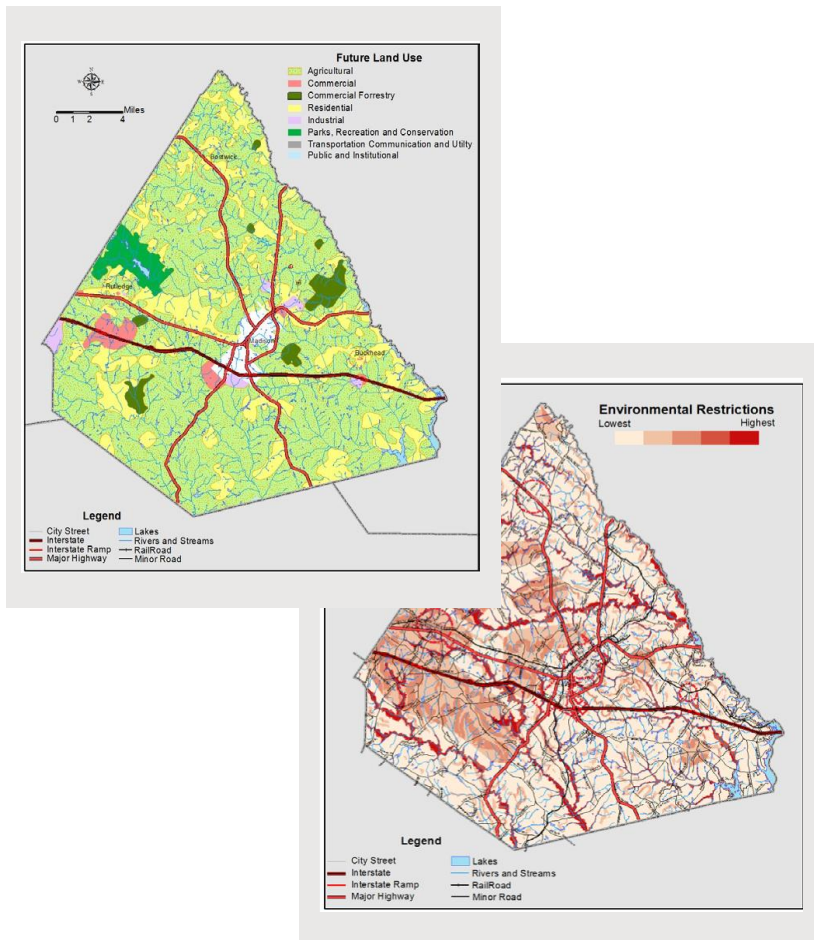 Future Land Use
Agricultural
Commercial
Commercial Forrestry
Residential
Industrial
Parks, Recreation and Conservation
Transportation Communication and Utilty
Public and Institutional
N
W E
S
Miles
0 1 2 4
Bostwick
Rutledge
Madison
Buckhead
Legend
City Street
Interstate
Interstate Ramp
Major Highway
Lakes
Rivers and Streams
RailRoad
Minor Road
Environmental Restrictions
Lowest Highest
Legend
City Street
Interstate
Interstate Ramp
Major Highway
Lakes
Rivers and Streams
RailRoad
Minor Road